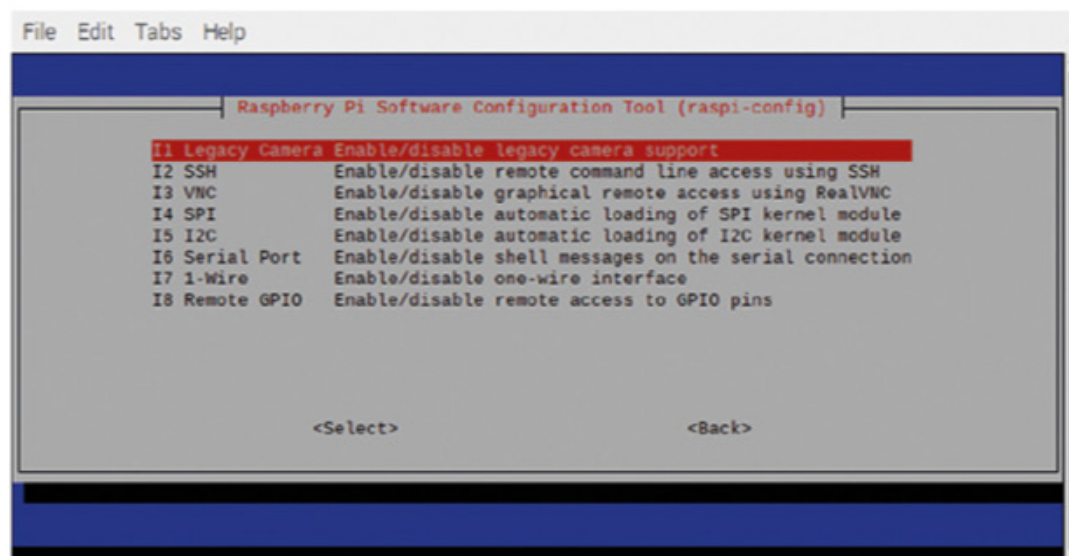 File Edit Tabs Help
Raspberry Pi Software Configuration Tool (raspi-config)
I1 Legacy Camera Enable/disable legacy camera support
I2 SSH Enable/disable remote command line access using SSH
I3 VNC Enable/disable graphical remote access using RealVNC
I4 SPI Enable/disable automatic loading of SPI kernel module
I5 I2C Enable/disable automatic loading of I2C kernel module
I6 Serial Port Enable/disable shell messages on the serial connection
I7 1-Wire Enable/disable one-wire interface
I8 Remote GPIO Enable/disable remote access to GPIO pins
<Select> <Back>